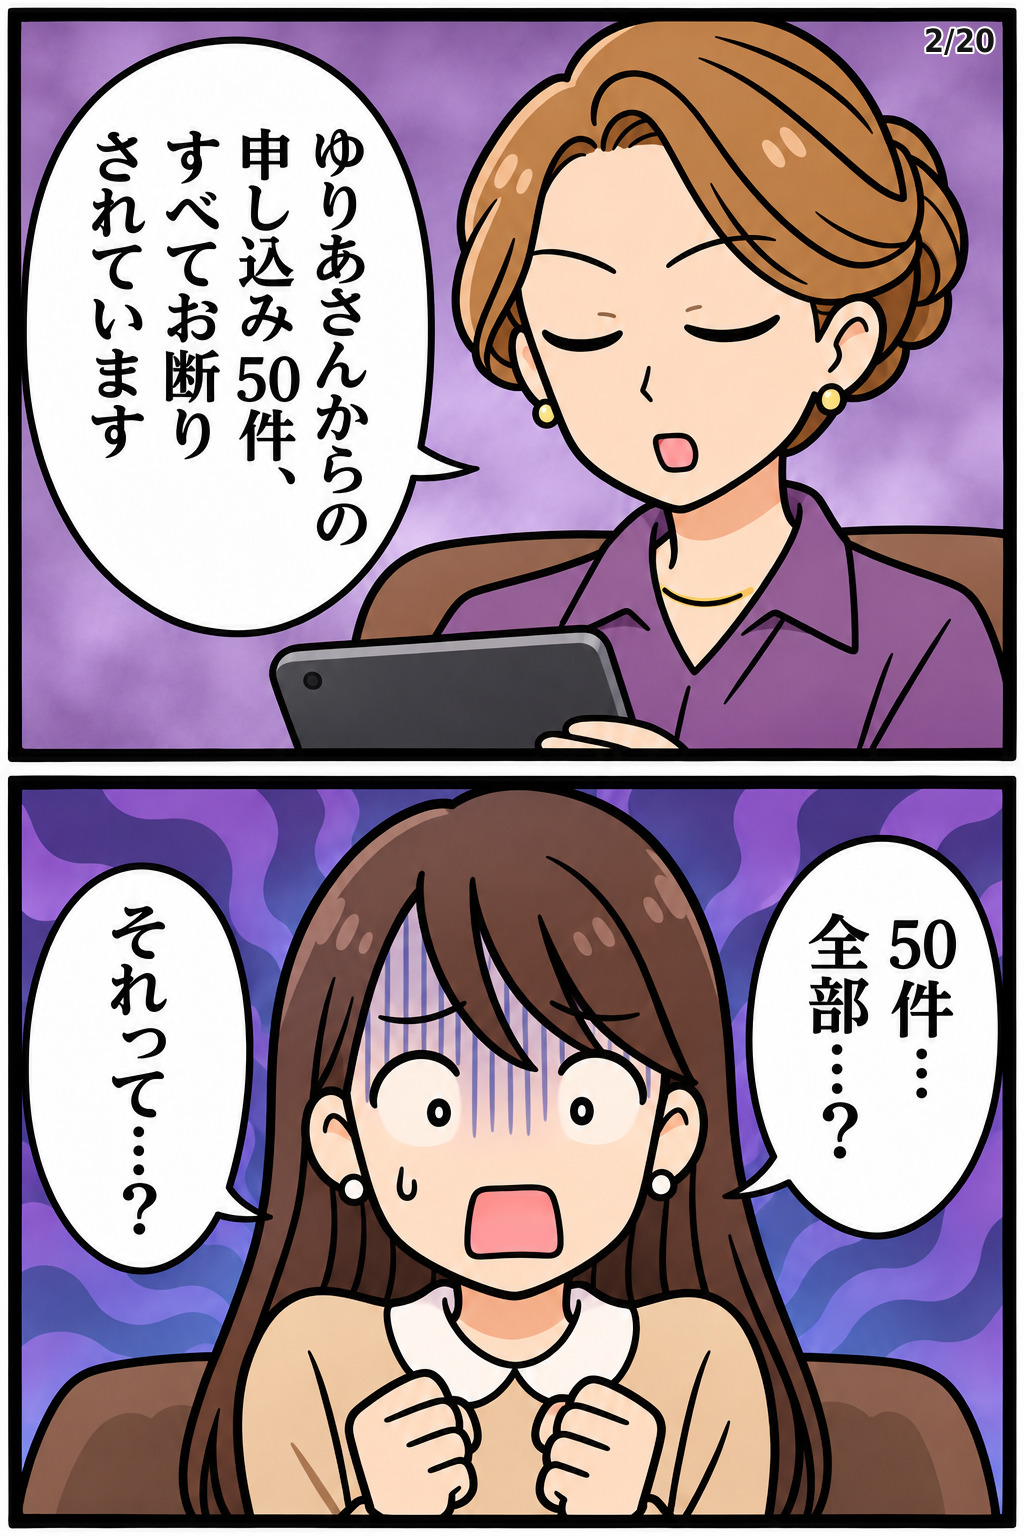 2/20
ゆりあさんからの
申し込み50件、
すべてお断り
されています
50件…
全部……?
それって……?